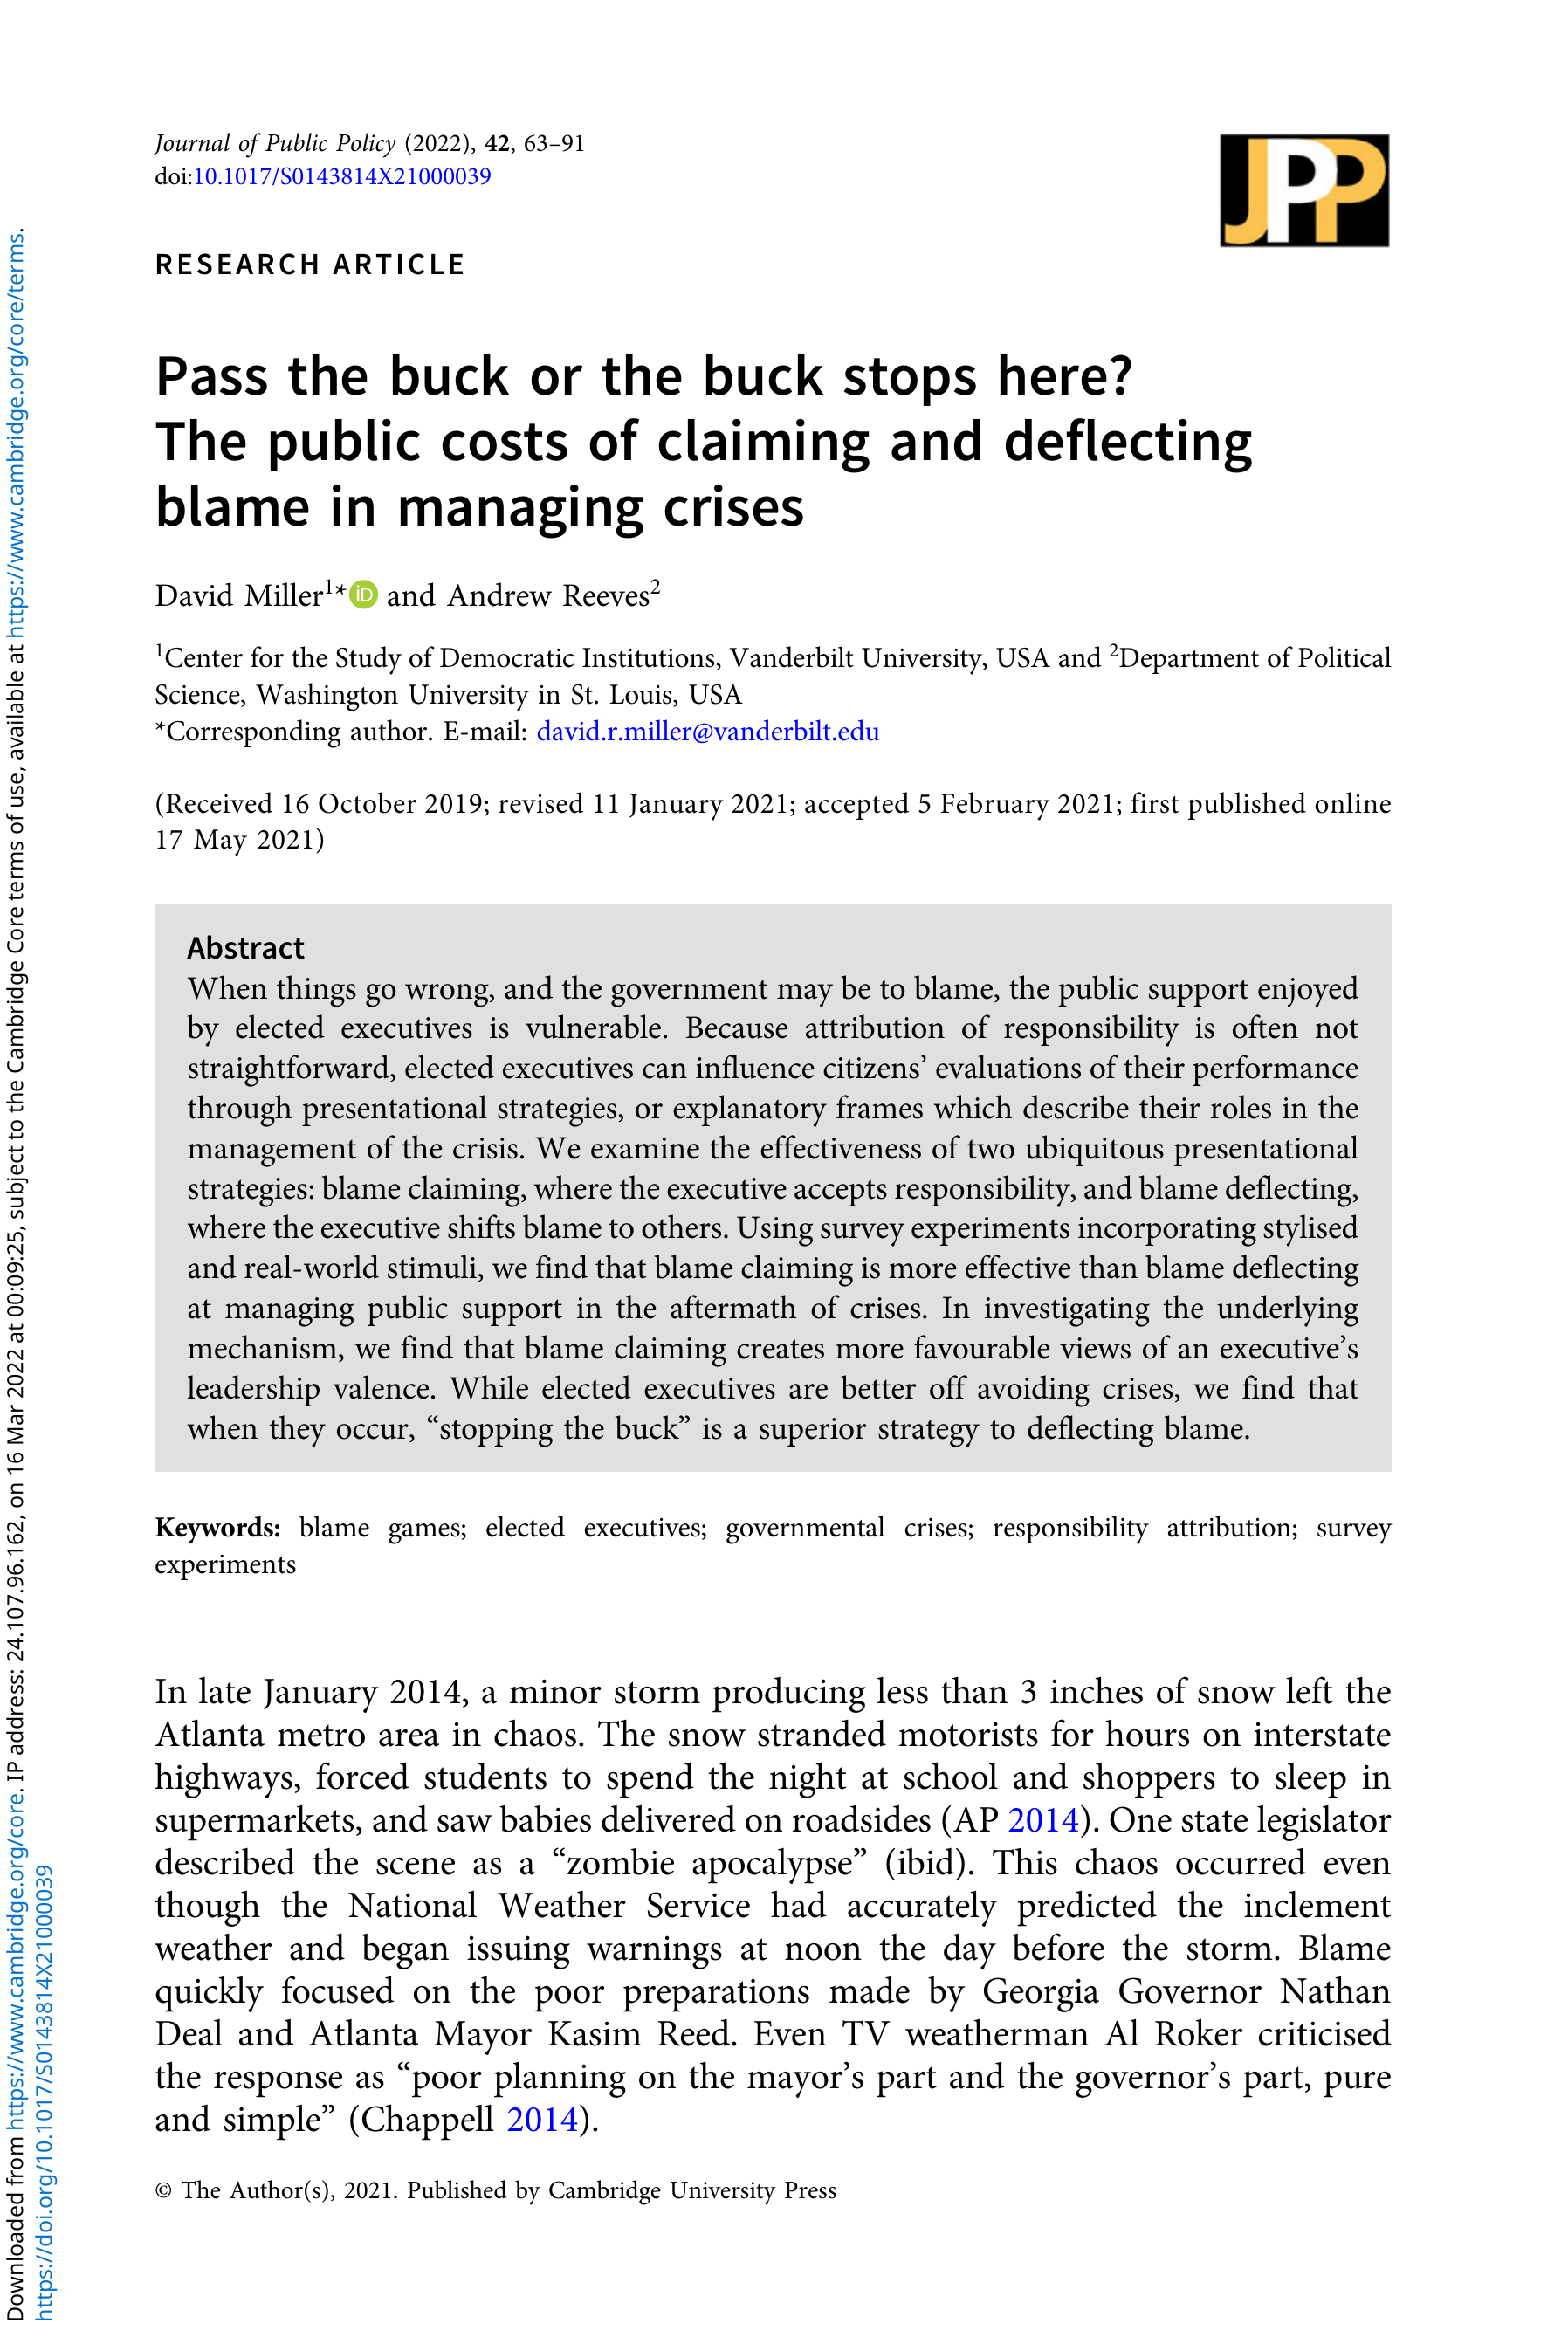 Journal of Public Policy (2022), 42, 63–91
doi:10.1017/S0143814X21000039
JPP
RESEARCH ARTICLE
Pass the buck or the buck stops here?
The public costs of claiming and deflecting
blame in managing crises
David Miller1* iD and Andrew Reeves2
1Center for the Study of Democratic Institutions, Vanderbilt University, USA and 2Department of Political
Science, Washington University in St. Louis, USA
*Corresponding author. E-mail: david.r.miller@vanderbilt.edu
(Received 16 October 2019; revised 11 January 2021; accepted 5 February 2021; first published online
17 May 2021)
Abstract
When things go wrong, and the government may be to blame, the public support enjoyed
by elected executives is vulnerable. Because attribution of responsibility is often not
straightforward, elected executives can influence citizens’ evaluations of their performance
through presentational strategies, or explanatory frames which describe their roles in the
management of the crisis. We examine the effectiveness of two ubiquitous presentational
strategies: blame claiming, where the executive accepts responsibility, and blame deflecting,
where the executive shifts blame to others. Using survey experiments incorporating stylised
and real-world stimuli, we find that blame claiming is more effective than blame deflecting
at managing public support in the aftermath of crises. In investigating the underlying
mechanism, we find that blame claiming creates more favourable views of an executive’s
leadership valence. While elected executives are better off avoiding crises, we find that
when they occur, “stopping the buck” is a superior strategy to deflecting blame.
Keywords: blame games; elected executives; governmental crises; responsibility attribution; survey
experiments
In late January 2014, a minor storm producing less than 3 inches of snow left the
Atlanta metro area in chaos. The snow stranded motorists for hours on interstate
highways, forced students to spend the night at school and shoppers to sleep in
supermarkets, and saw babies delivered on roadsides (AP 2014). One state legislator
described the scene as a “zombie apocalypse” (ibid). This chaos occurred even
though the National Weather Service had accurately predicted the inclement
weather and began issuing warnings at noon the day before the storm. Blame
quickly focused on the poor preparations made by Georgia Governor Nathan
Deal and Atlanta Mayor Kasim Reed. Even TV weatherman Al Roker criticised
the response as “poor planning on the mayor’s part and the governor’s part, pure
and simple” (Chappell 2014).
© The Author(s), 2021. Published by Cambridge University Press
Downloaded from https://www.cambridge.org/core. IP address: 24.107.96.162, on 16 Mar 2022 at 00:09:25, subject to the Cambridge Core terms of use, available at https://www.cambridge.org/core/terms.
https://doi.org/10.1017/S0143814X21000039